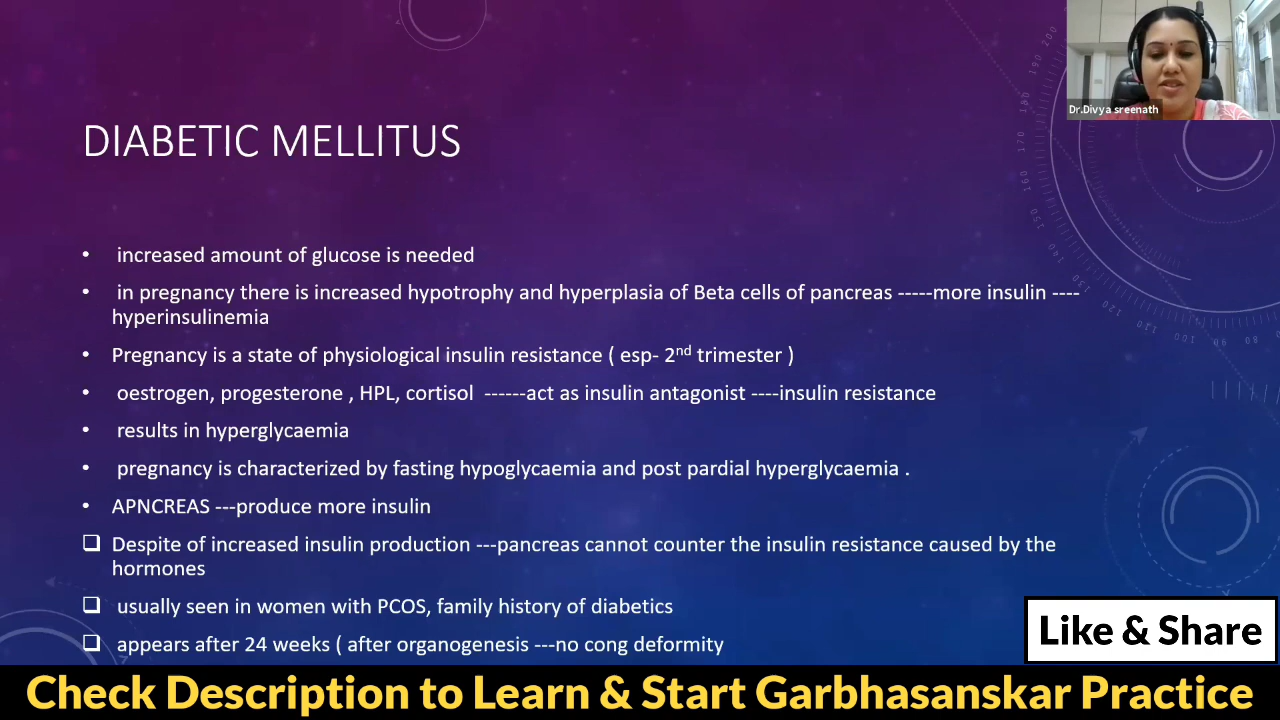 Dr.Divya sreenath
DIABETIC MELLITUS
• increased amount of glucose is needed
• in pregnancy there is increased hypotrophy and hyperplasia of Beta cells of pancreas -----more insulin ----
hyperinsulinemia
• Pregnancy is a state of physiological insulin resistance ( esp- 2nd trimester )
• oestrogen, progesterone , HPL, cortisol ------act as insulin antagonist ----insulin resistance
• results in hyperglycaemia
• pregnancy is characterized by fasting hypoglycaemia and post pardial hyperglycaemia .
• APNCREAS ---produce more insulin
❑ Despite of increased insulin production ---pancreas cannot counter the insulin resistance caused by the
hormones
❑ usually seen in women with PCOS, family history of diabetics
❑ appears after 24 weeks ( after organogenesis ---no cong deformity
Like & Share
Check Description to Learn & Start Garbhasanskar Practice